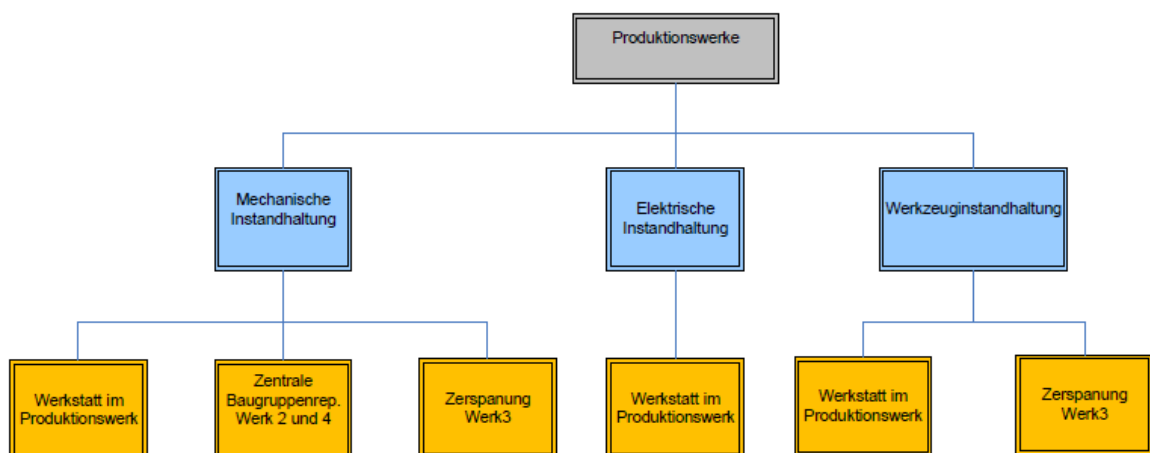 Produktionswerke
Mechanische
Instandhaltung
Elektrische
Instandhaltung
Werkzeuginstandhaltung
Werkstatt im
Produktionswerk
Zentrale
Baugruppenrep.
Werk 2 und 4
Zerspanung
Werk3
Werkstatt im
Produktionswerk
Werkstatt im
Produktionswerk
Zerspanung
Werk3